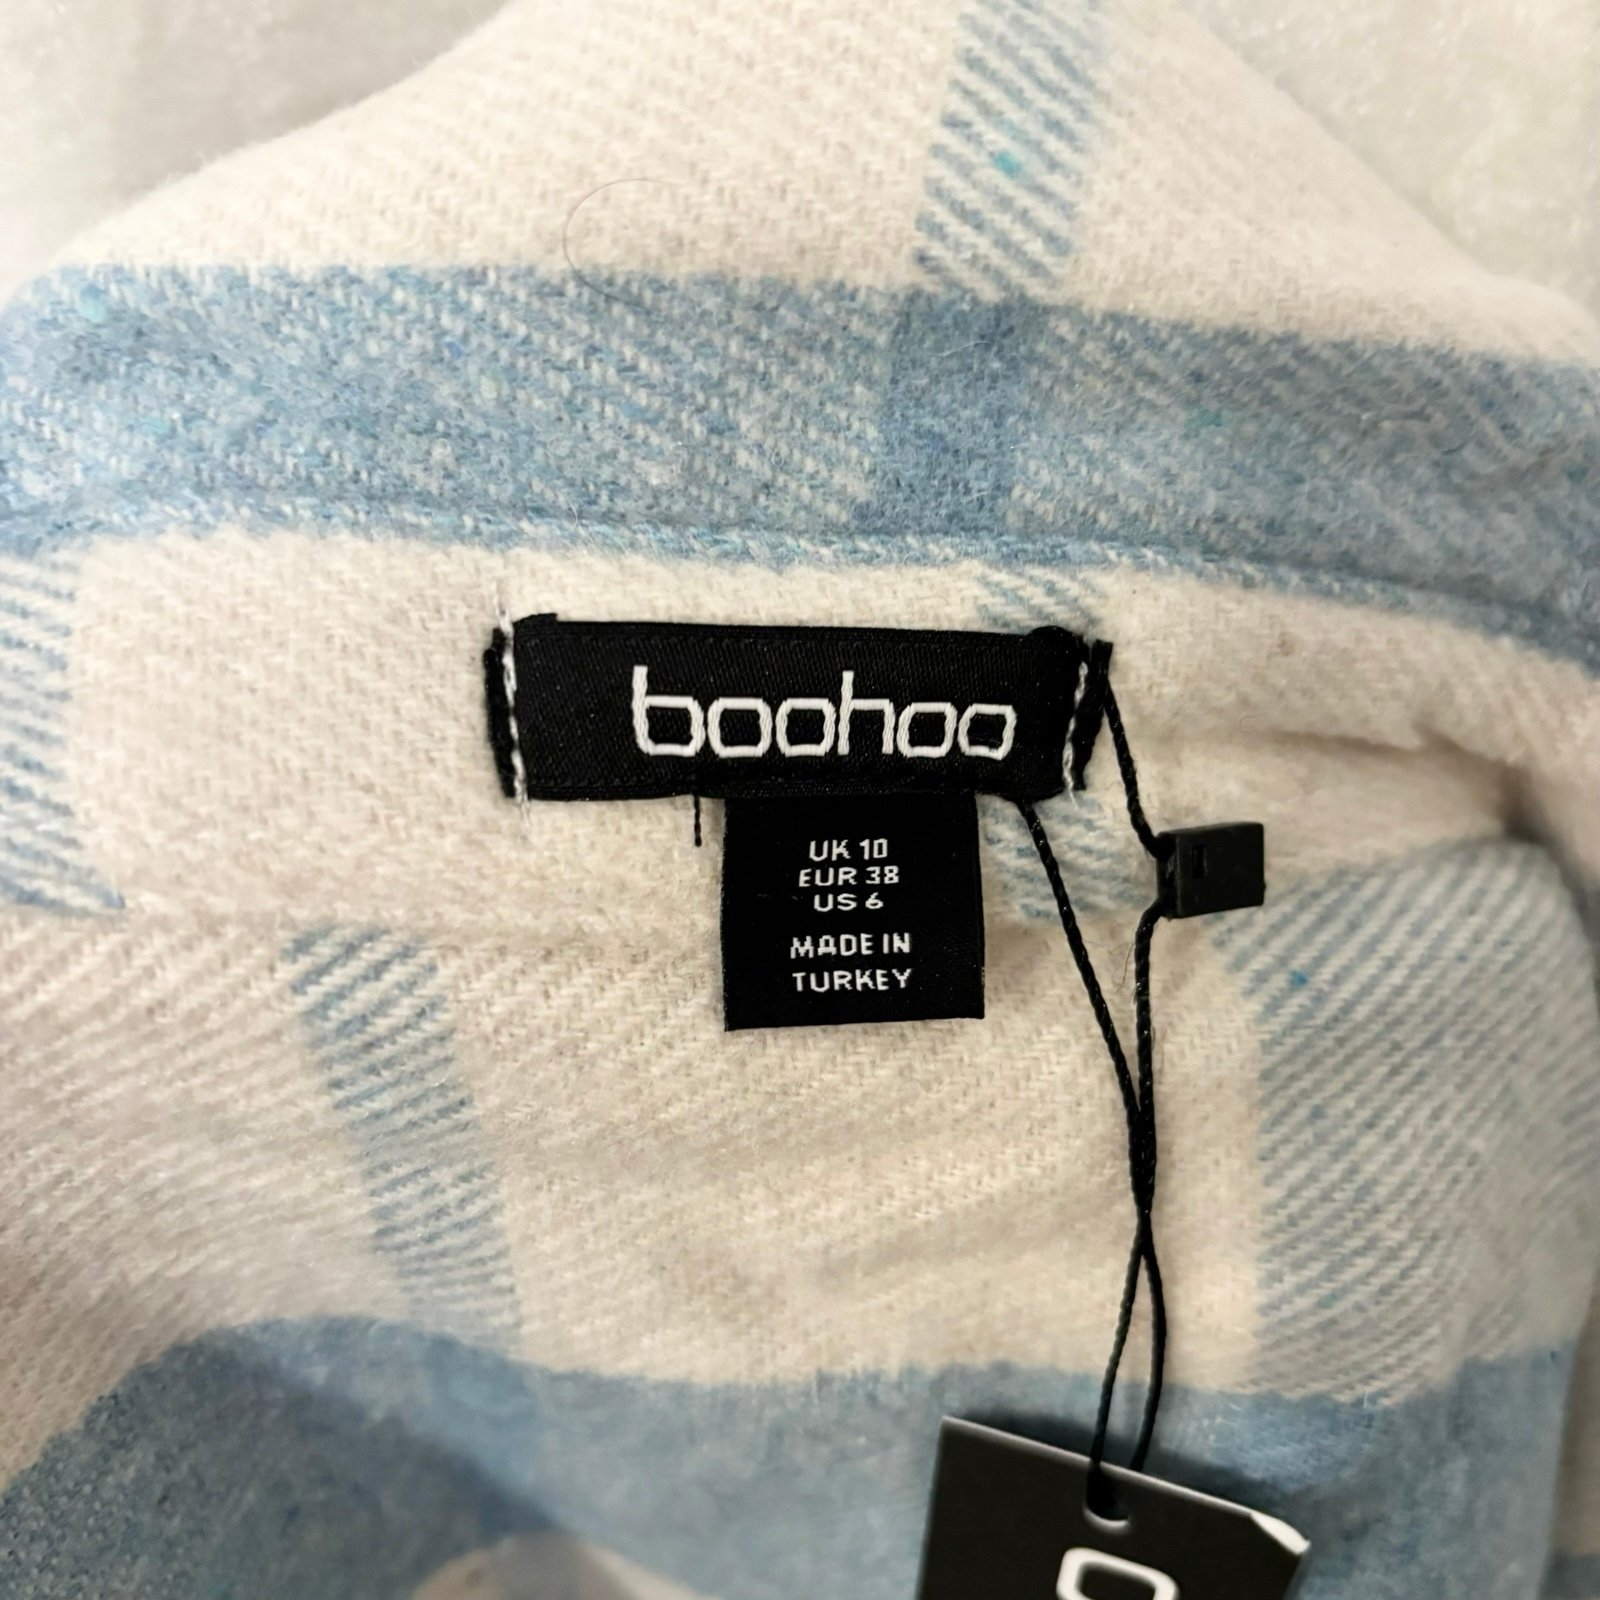 boohoo
UK 10
EUR 38
US 6
MADE IN
TURKEY